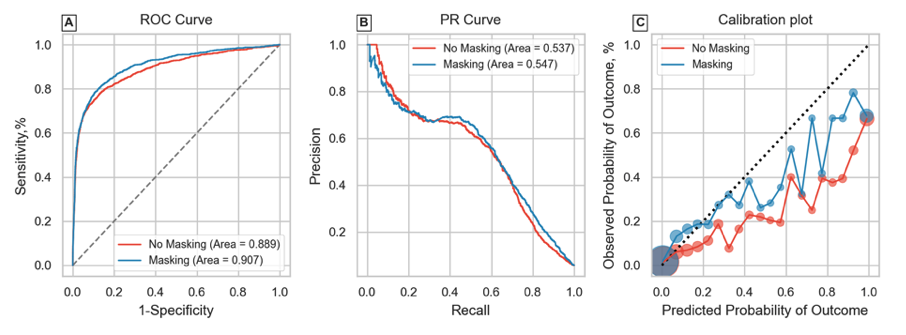 A
ROC Curve
1.0
0.8
0.6
0.4
0.2
0.0
Sensitivity,%
No Masking (Area = 0.889)
Masking (Area = 0.907)
0.0 0.2 0.4 0.6 0.8 1.0
1-Specificity
B
PR Curve
1.0
0.8
0.6
0.4
0.2
Precision
No Masking (Area = 0.537)
Masking (Area = 0.547)
0.0 0.2 0.4 0.6 0.8 1.0
Recall
C
Calibration plot
1.0
0.8
0.6
0.4
0.2
0.0
Observed Probability of Outcome, %
No Masking
Masking
0.0 0.2 0.4 0.6 0.8 1.0
Predicted Probability of Outcome